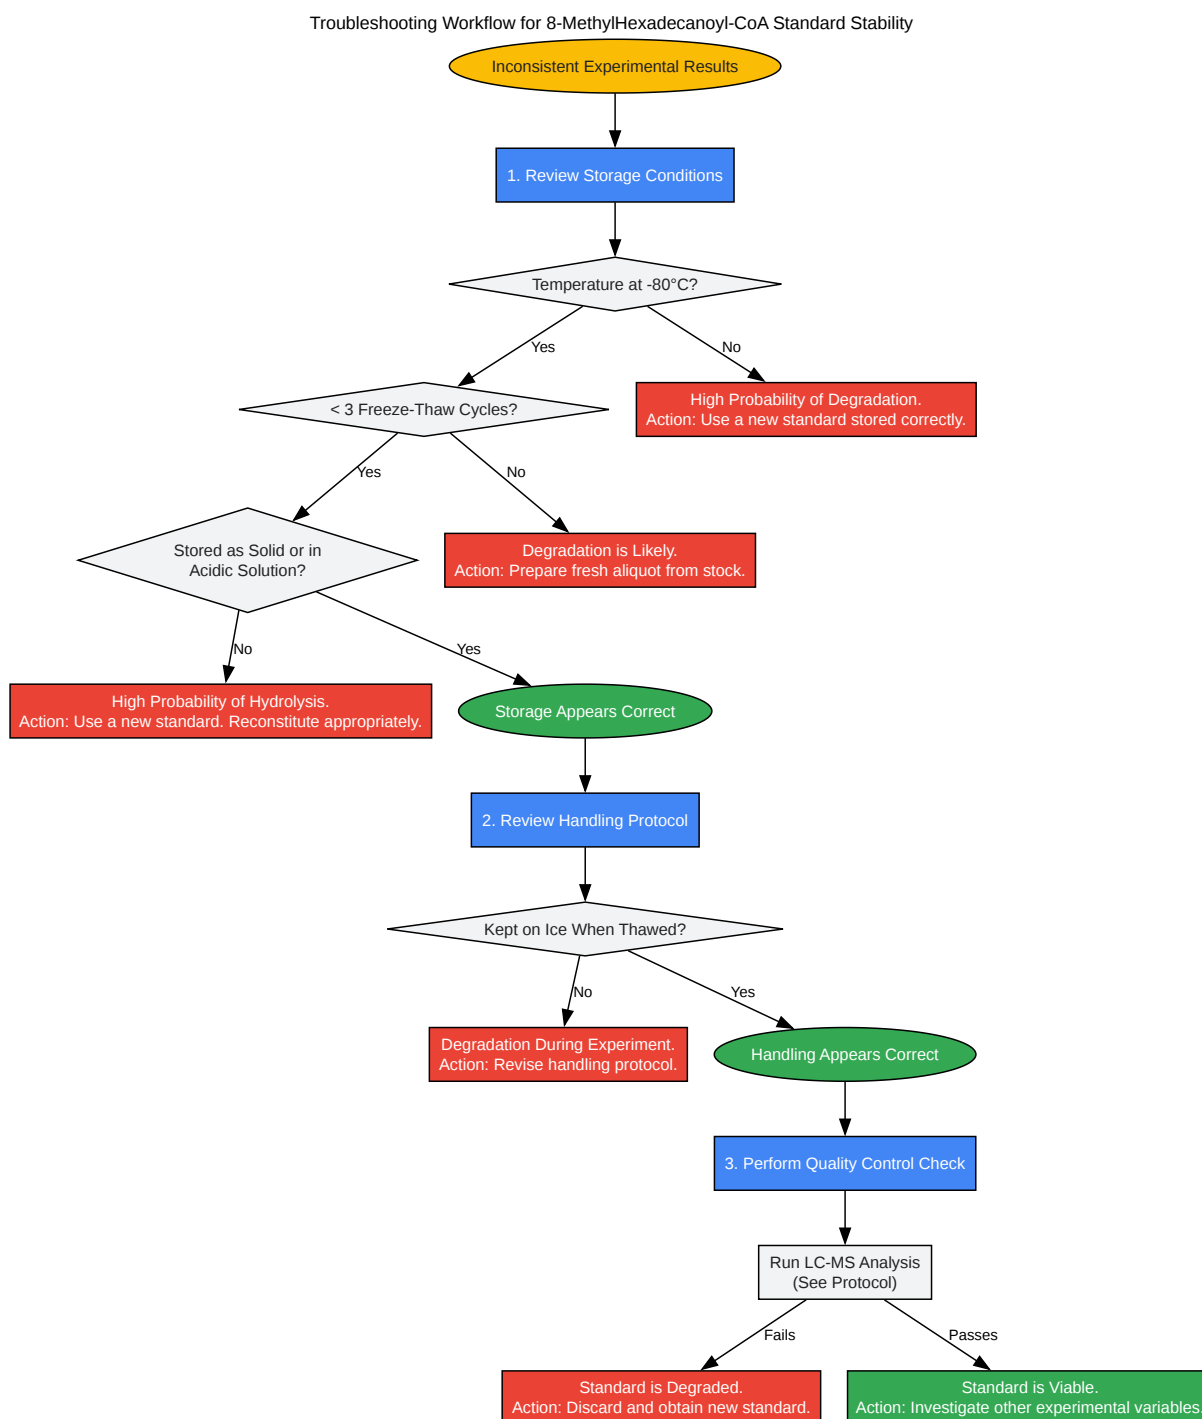 Troubleshooting Workflow for 8-MethylHexadecanoyl-CoA Standard Stability
Inconsistent Experimental Results
1. Review Storage Conditions
Temperature at -80°C?
Yes
No
< 3 Freeze-Thaw Cycles?
High Probability of Degradation.
Action: Use a new standard stored correctly.
Yes
No
Stored as Solid or in
Acidic Solution?
Degradation is Likely.
Action: Prepare fresh aliquot from stock.
No
Yes
High Probability of Hydrolysis.
Action: Use a new standard. Reconstitute appropriately.
Storage Appears Correct
2. Review Handling Protocol
Kept on Ice When Thawed?
No
Yes
Degradation During Experiment.
Action: Revise handling protocol.
Handling Appears Correct
3. Perform Quality Control Check
Run LC-MS Analysis
(See Protocol)
Fails
Passes
Standard is Degraded.
Action: Discard and obtain new standard.
Standard is Viable.
Action: Investigate other experimental variables